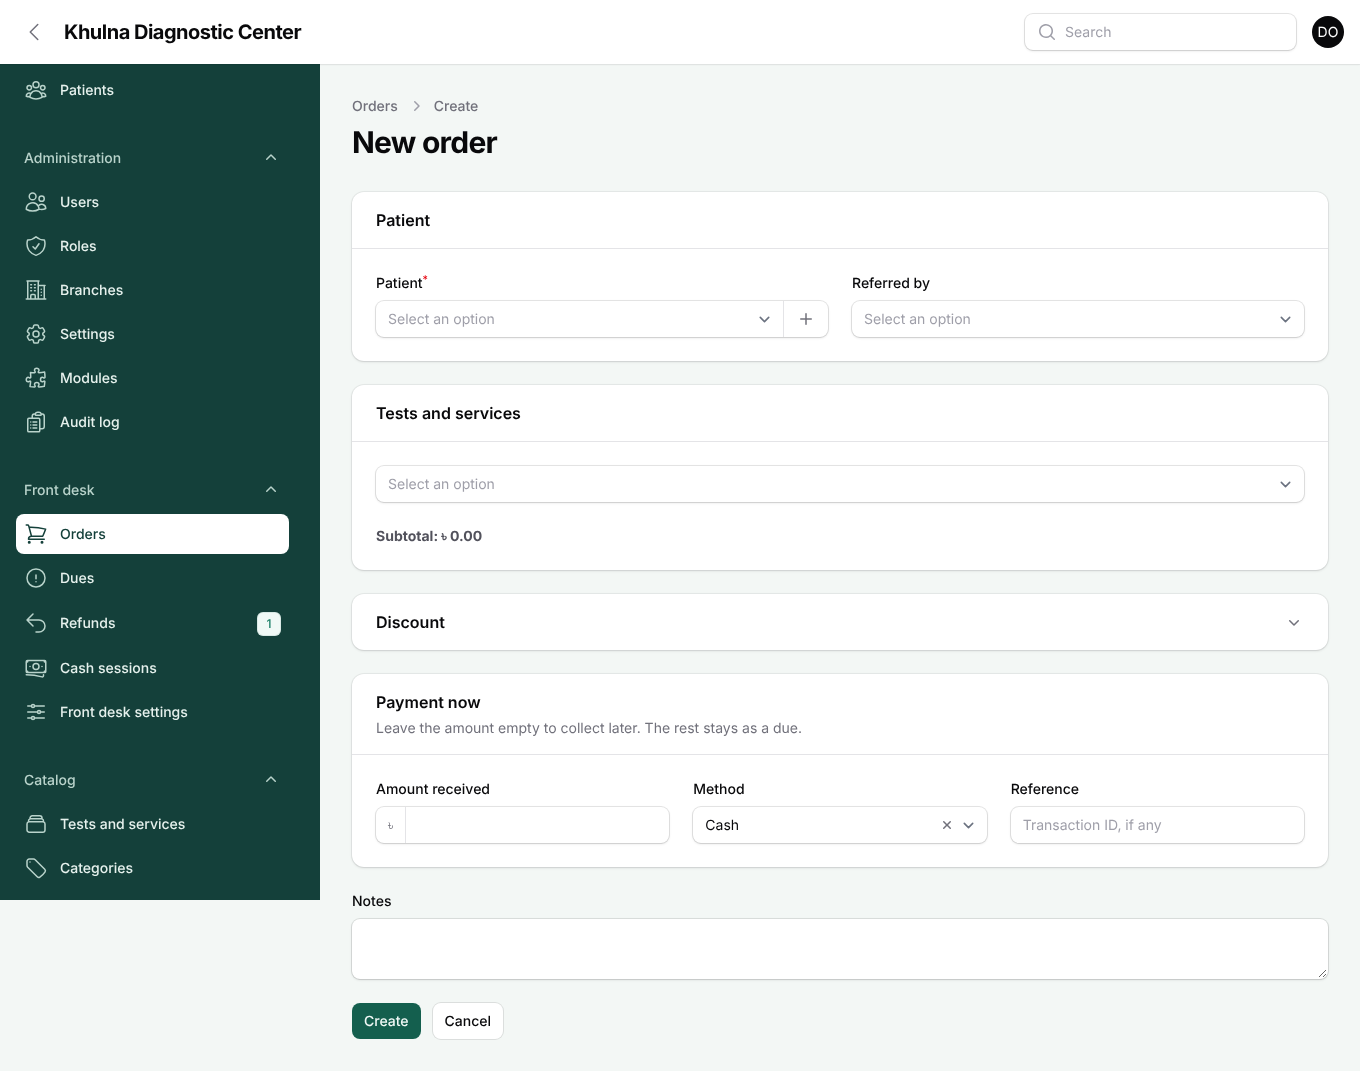 Khulna Diagnostic Center
Search
DO
Patients
Administration
Users
Roles
Branches
Settings
Modules
Audit log
Front desk
Orders
Dues
Refunds
1
Cash sessions
Front desk settings
Catalog
Tests and services
Categories
Orders > Create
New order
Patient
Patient*
Referred by
Select an option
+
Select an option
Tests and services
Select an option
Subtotal: ৳ 0.00
Discount
Payment now
Leave the amount empty to collect later. The rest stays as a due.
Amount received
Method
Reference
৳
Cash
Transaction ID, if any
Notes
Create
Cancel